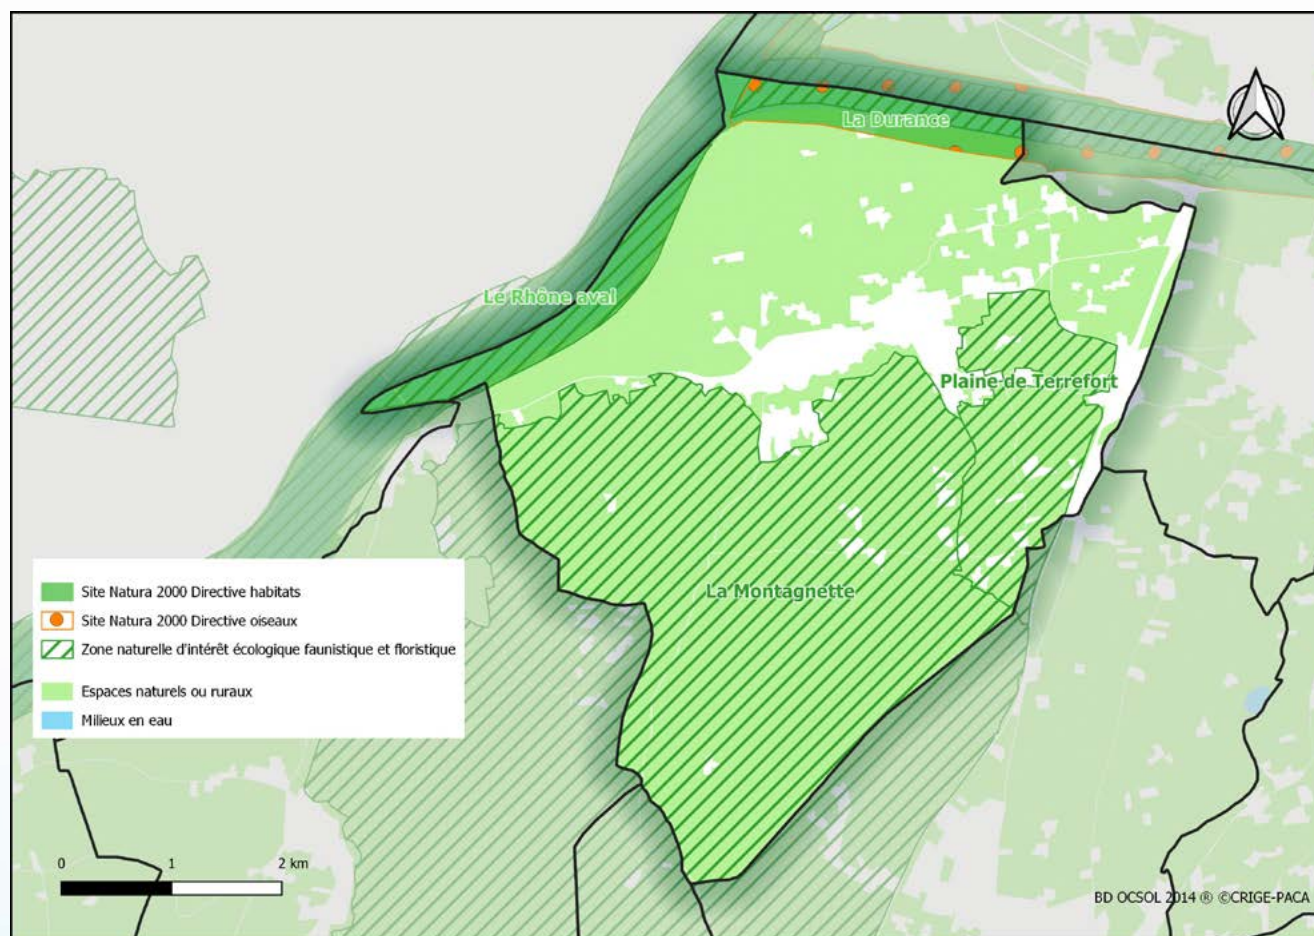 La Durance
Le Rhône aval
Plaine de Terrefort
La Montagnette
Site Natura 2000 Directive habitats
Site Natura 2000 Directive oiseaux
Zone naturelle d'intérêt écologique faunistique et floristique
Espaces naturels ou ruraux
Milieux en eau
0 1 2 km
BD OCSOL 2014 ® ©CRIGE-PACA